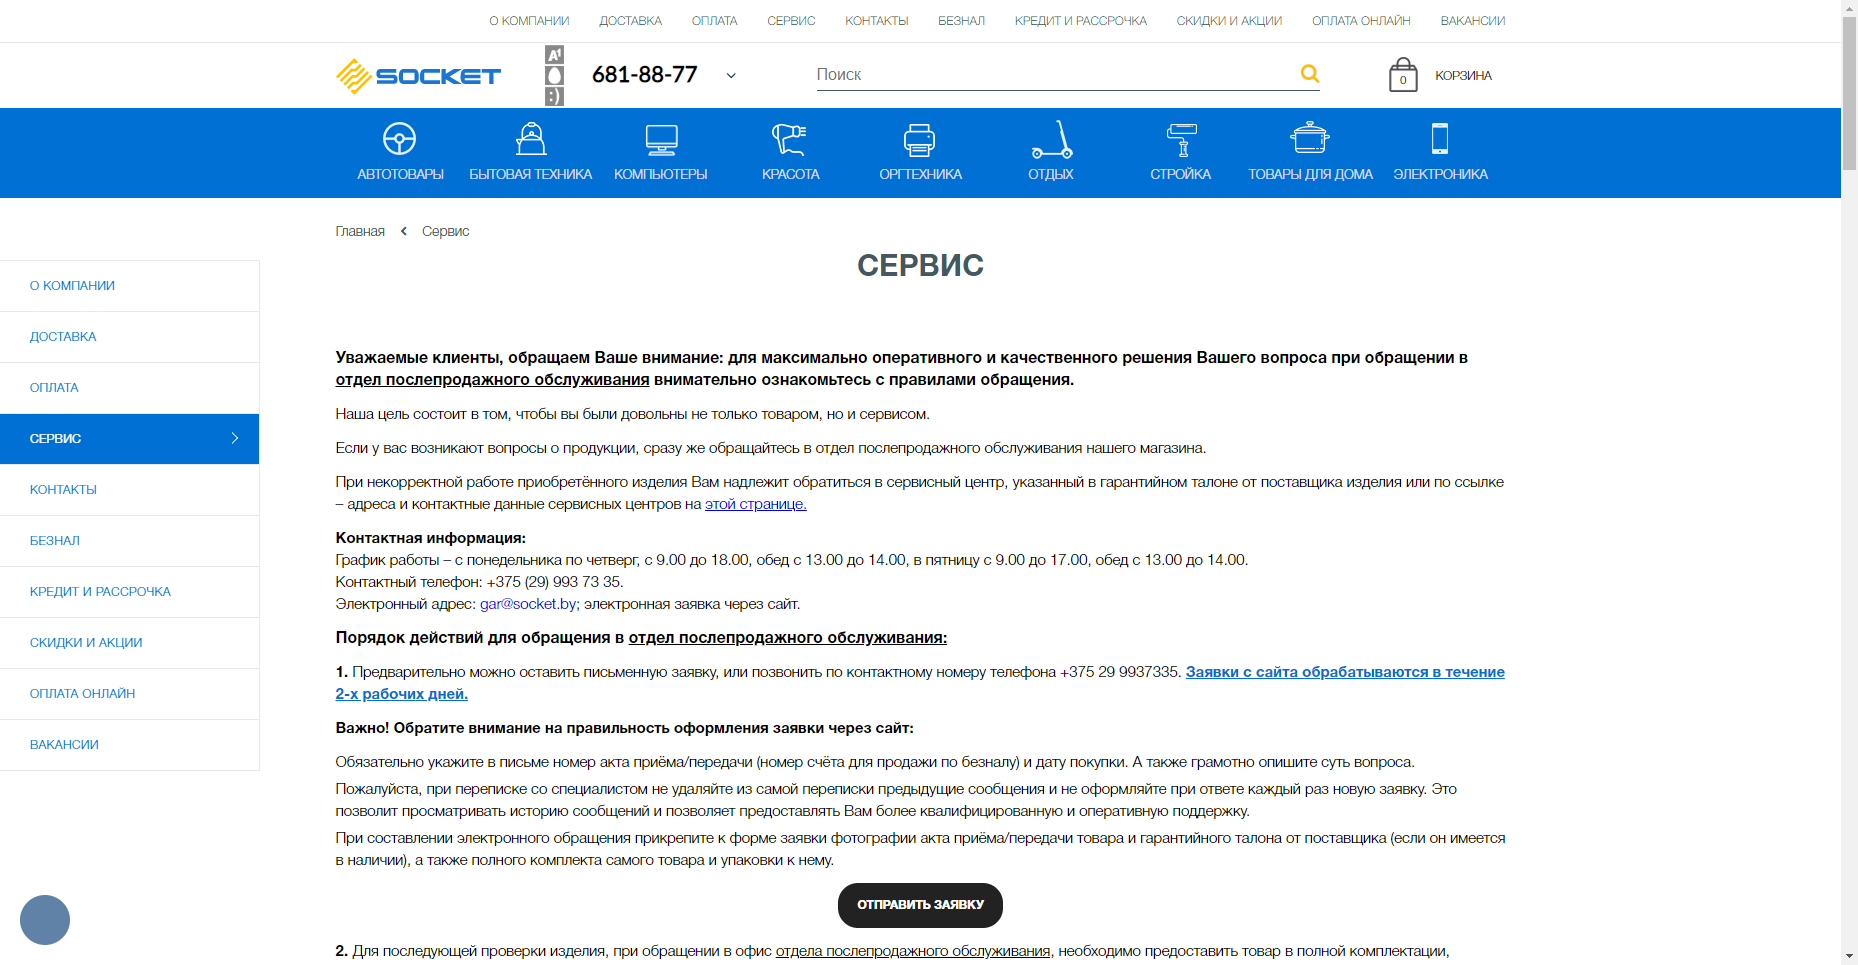 О КОМПАНИИ ДОСТАВКА ОПЛАТА СЕРВИС КОНТАКТЫ БЕЗНАЛ КРЕДИТ И РАССРОЧКА СКИДКИ И АКЦИИ ОПЛАТА ОНЛАЙН ВАКАНСИИ
SOCKET A1 :) 681-88-77 Поиск 0 КОРЗИНА
АВТОТОВАРЫ БЫТОВАЯ ТЕХНИКА КОМПЬЮТЕРЫ КРАСОТА ОРГТЕХНИКА ОТДЫХ СТРОЙКА ТОВАРЫ ДЛЯ ДОМА ЭЛЕКТРОНИКА
Главная Сервис
СЕРВИС
О КОМПАНИИ
ДОСТАВКА
ОПЛАТА
СЕРВИС
КОНТАКТЫ
БЕЗНАЛ
КРЕДИТ И РАССРОЧКА
СКИДКИ И АКЦИИ
ОПЛАТА ОНЛАЙН
ВАКАНСИИ
Уважаемые клиенты, обращаем Ваше внимание: для максимально оперативного и качественного решения Вашего вопроса при обращении в
отдел послепродажного обслуживания внимательно ознакомьтесь с правилами обращения.
Наша цель состоит в том, чтобы вы были довольны не только товаром, но и сервисом.
Если у вас возникают вопросы о продукции, сразу же обращайтесь в отдел послепродажного обслуживания нашего магазина.
При некорректной работе приобретённого изделия Вам надлежит обратиться в сервисный центр, указанный в гарантийном талоне от поставщика изделия или по ссылке
– адреса и контактные данные сервисных центров на этой странице.
Контактная информация:
График работы – с понедельника по четверг, с 9.00 до 18.00, обед с 13.00 до 14.00, в пятницу с 9.00 до 17.00, обед с 13.00 до 14.00.
Контактный телефон: +375 (29) 993 73 35.
Электронный адрес: gar@socket.by; электронная заявка через сайт.
Порядок действий для обращения в отдел послепродажного обслуживания:
1. Предварительно можно оставить письменную заявку, или позвонить по контактному номеру телефона +375 29 9937335. Заявки с сайта обрабатываются в течение
2-х рабочих дней.
Важно! Обратите внимание на правильность оформления заявки через сайт:
Обязательно укажите в письме номер акта приёма/передачи (номер счёта для продажи по безналу) и дату покупки. А также грамотно опишите суть вопроса.
Пожалуйста, при переписке со специалистом не удаляйте из самой переписки предыдущие сообщения и не оформляйте при ответе каждый раз новую заявку. Это
позволит просматривать историю сообщений и позволяет предоставлять Вам более квалифицированную и оперативную поддержку.
При составлении электронного обращения прикрепите к форме заявки фотографии акта приёма/передачи товара и гарантийного талона от поставщика (если он имеется
в наличии), а также полного комплекта самого товара и упаковки к нему.
ОТПРАВИТЬ ЗАЯВКУ
2. Для последующей проверки изделия, при обращении в офис отдела послепродажного обслуживания, необходимо предоставить товар в полной комплектации,